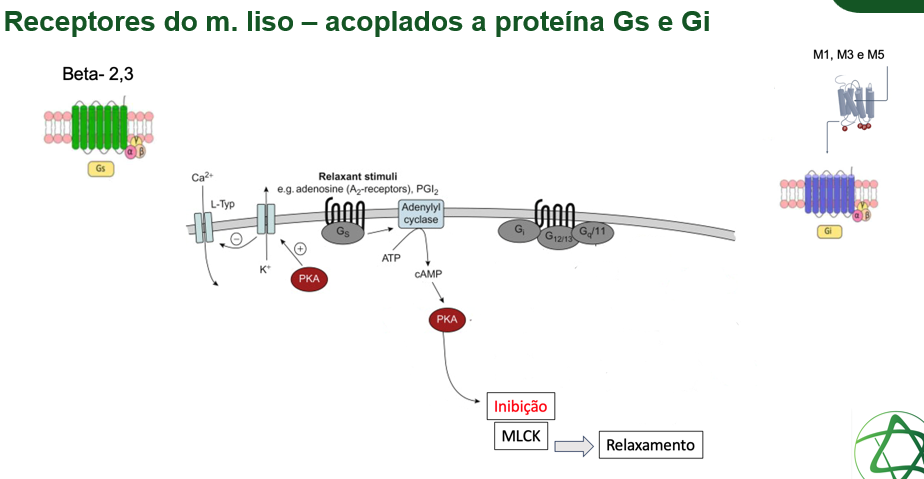 Receptores do m. liso – acoplados a proteína Gs e Gi
Beta- 2,3
γ
α β
Gs
M1, M3 e M5
γ
α β
Gi
Relaxant stimuli
e.g. adenosine (A₂-receptors), PGI₂
Ca²⁺
L-Typ
Adenylyl
cyclase
Gs
Gi
G12/13
Gq/11
−
+
K⁺
PKA
ATP
cAMP
PKA
Inibição
MLCK
Relaxamento